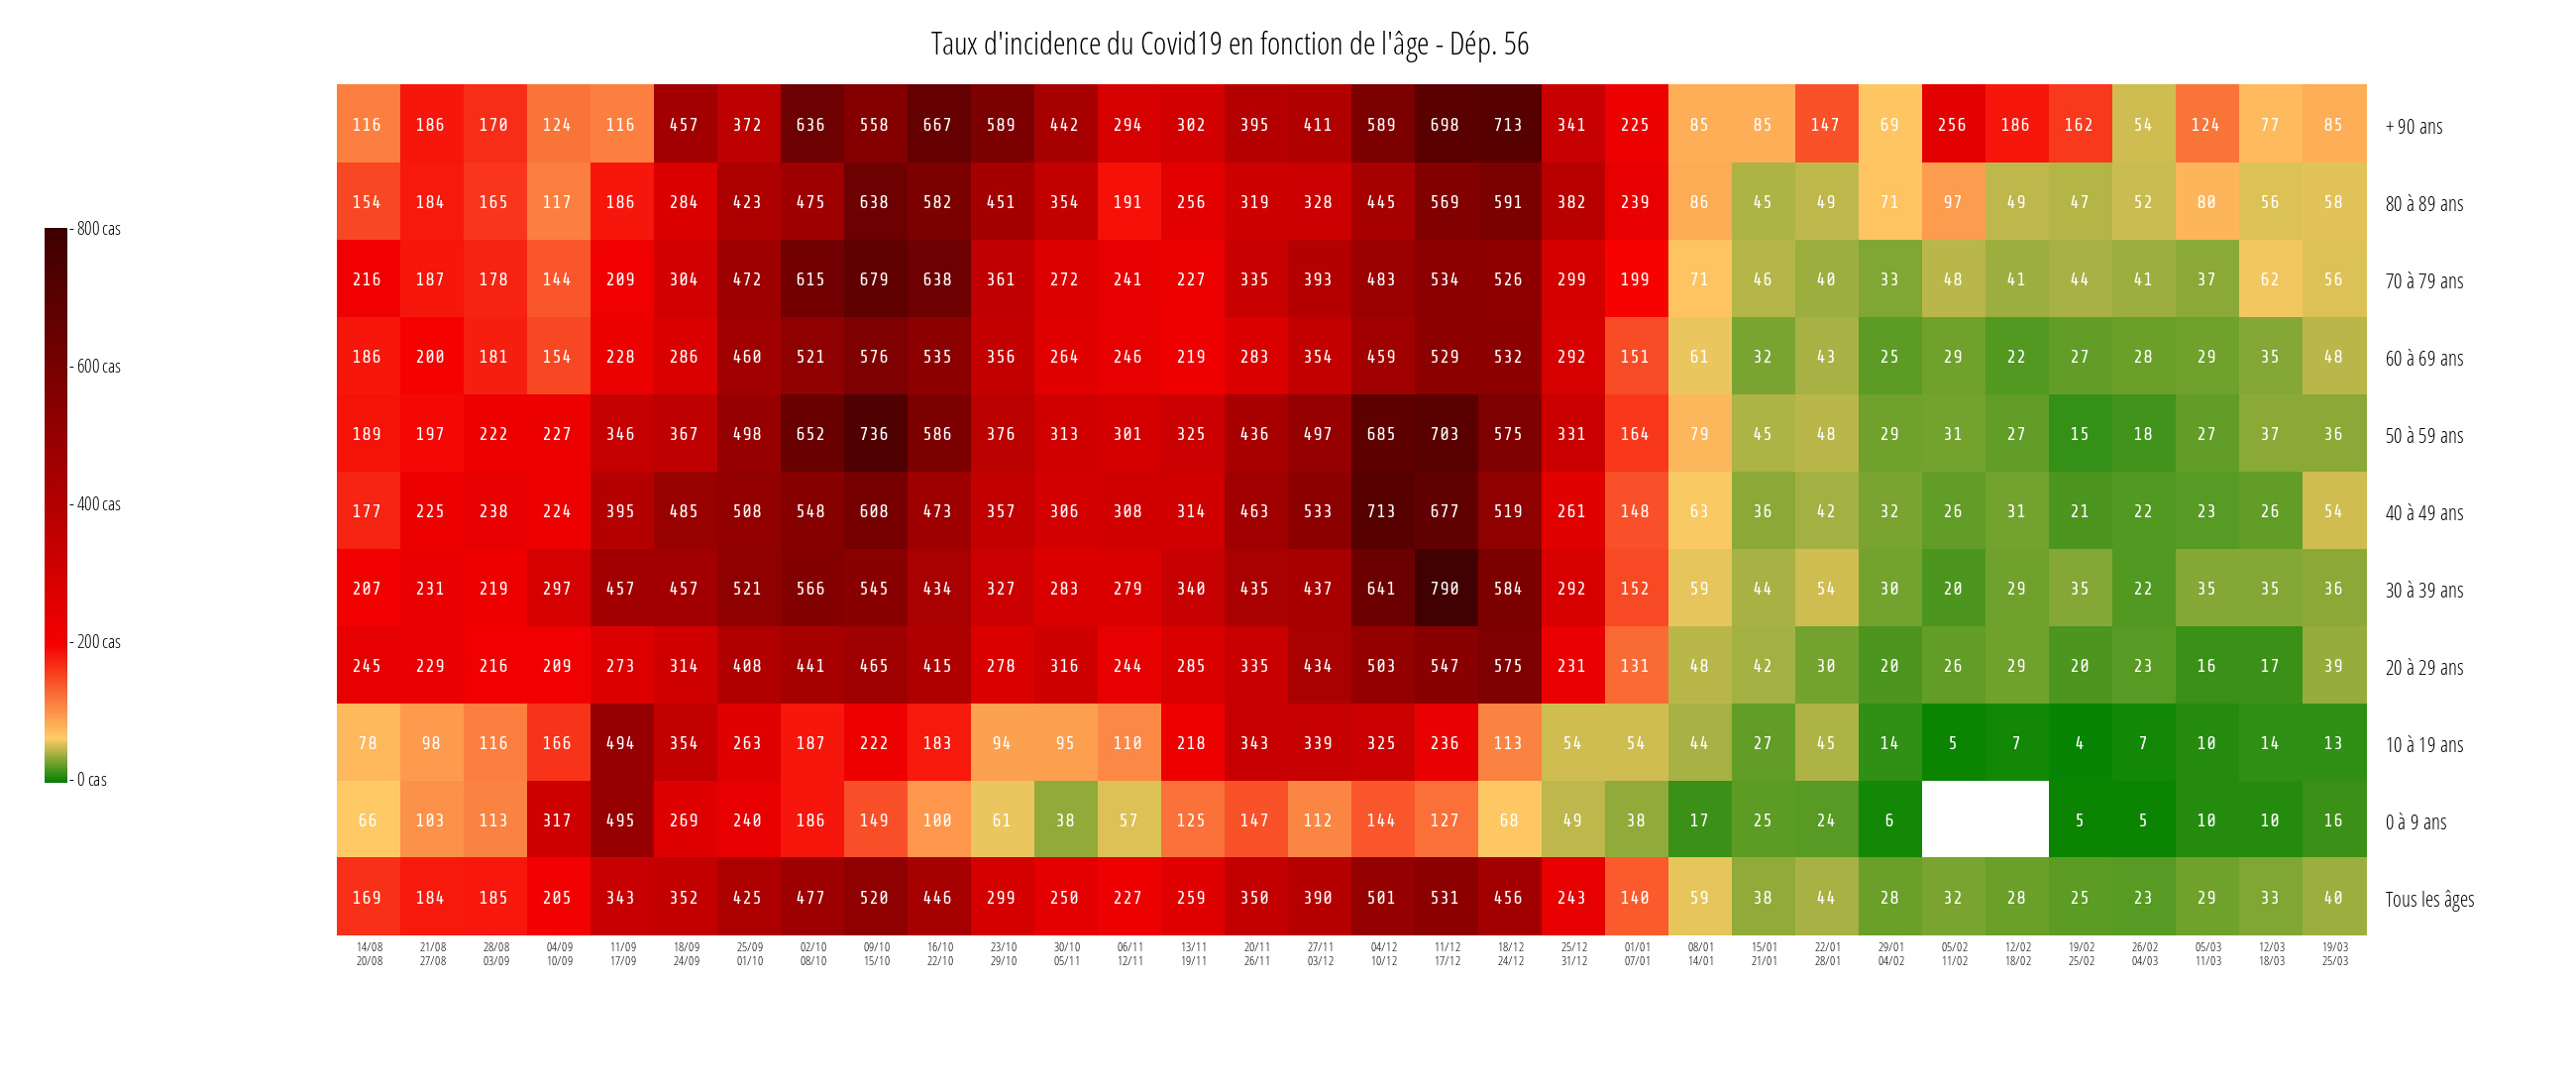 Taux d'incidence du Covid19 en fonction de l'âge - Dép. 56
116 186 170 124 116 457 372 636 558 667 589 442 294 302 395 411 589 698 713 341 225 85 85 147 69 256 186 162 54 124 77 85 + 90 ans
154 184 165 117 186 284 423 475 638 582 451 354 191 256 319 328 445 569 591 382 239 86 45 49 71 97 49 47 52 80 56 58 80 à 89 ans
- 800 cas
216 187 178 144 209 304 472 615 679 638 361 272 241 227 335 393 483 534 526 299 199 71 46 40 33 48 41 44 41 37 62 56 70 à 79 ans
186 200 181 154 228 286 460 521 576 535 356 264 246 219 283 354 459 529 532 292 151 61 32 43 25 29 22 27 28 29 35 48 60 à 69 ans
- 600 cas
189 197 222 227 346 367 498 652 736 586 376 313 301 325 436 497 685 703 575 331 164 79 45 48 29 31 27 15 18 27 37 36 50 à 59 ans
- 400 cas
177 225 238 224 395 485 508 548 608 473 357 306 308 314 463 533 713 677 519 261 148 63 36 42 32 26 31 21 22 23 26 54 40 à 49 ans
207 231 219 297 457 457 521 566 545 434 327 283 279 340 435 437 641 790 584 292 152 59 44 54 30 20 29 35 22 35 35 36 30 à 39 ans
- 200 cas
245 229 216 209 273 314 408 441 465 415 278 316 244 285 335 434 503 547 575 231 131 48 42 30 20 26 29 20 23 16 17 39 20 à 29 ans
78 98 116 166 494 354 263 187 222 183 94 95 110 218 343 339 325 236 113 54 54 44 27 45 14 5 7 4 7 10 14 13 10 à 19 ans
- 0 cas
66 103 113 317 495 269 240 186 149 100 61 38 57 125 147 112 144 127 68 49 38 17 25 24 6 5 5 10 10 16 0 à 9 ans
169 184 185 205 343 352 425 477 520 446 299 250 227 259 350 390 501 531 456 243 140 59 38 44 28 32 28 25 23 29 33 40 Tous les âges
14/08 21/08 28/08 04/09 11/09 18/09 25/09 02/10 09/10 16/10 23/10 30/10 06/11 13/11 20/11 27/11 04/12 11/12 18/12 25/12 01/01 08/01 15/01 22/01 29/01 05/02 12/02 19/02 26/02 05/03 12/03 19/03
20/08 27/08 03/09 10/09 17/09 24/09 01/10 08/10 15/10 22/10 29/10 05/11 12/11 19/11 26/11 03/12 10/12 17/12 24/12 31/12 07/01 14/01 21/01 28/01 04/02 11/02 18/02 25/02 04/03 11/03 18/03 25/03